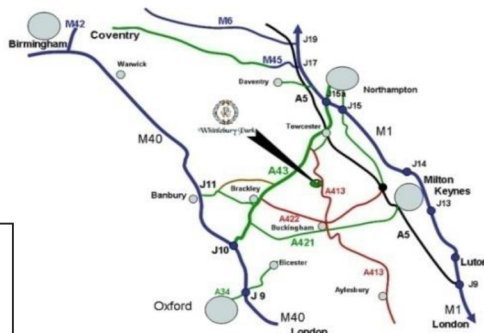 M42
Birmingham
Coventry
M6
J19
J17
M45
Warwick
Daventry
A5
J15a
J15
Northampton
Whittlebury Park
Towcester
M1
M40
A43
J14
Milton
Keynes
J11
Banbury
Brackley
A413
A422
Buckingham
J13
A421
A5
J10
Bicester
Luton
A34
J9
A413
J9
Oxford
Aylesbury
M40
London
M1
London